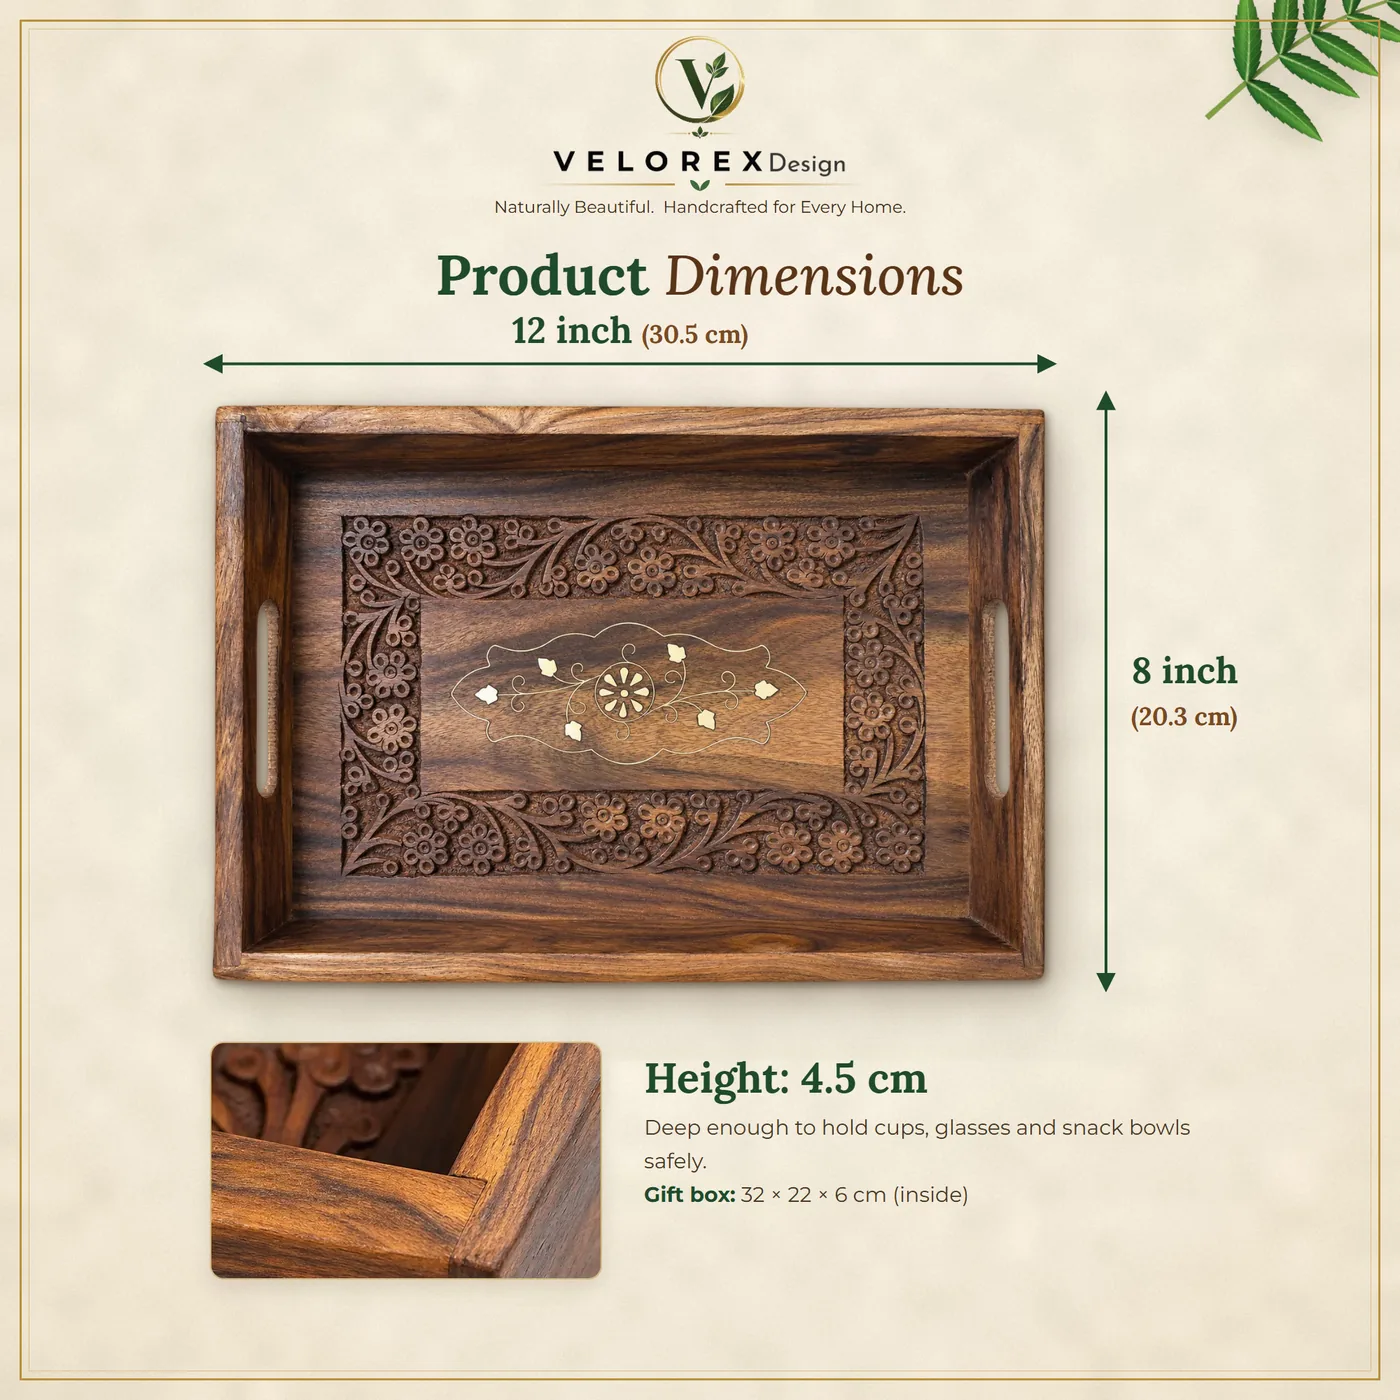 V
VELOREX Design
Naturally Beautiful. Handcrafted for Every Home.
Product Dimensions
12 inch (30.5 cm)
8 inch
(20.3 cm)
Height: 4.5 cm
Deep enough to hold cups, glasses and snack bowls
safely.
Gift box: 32 × 22 × 6 cm (inside)